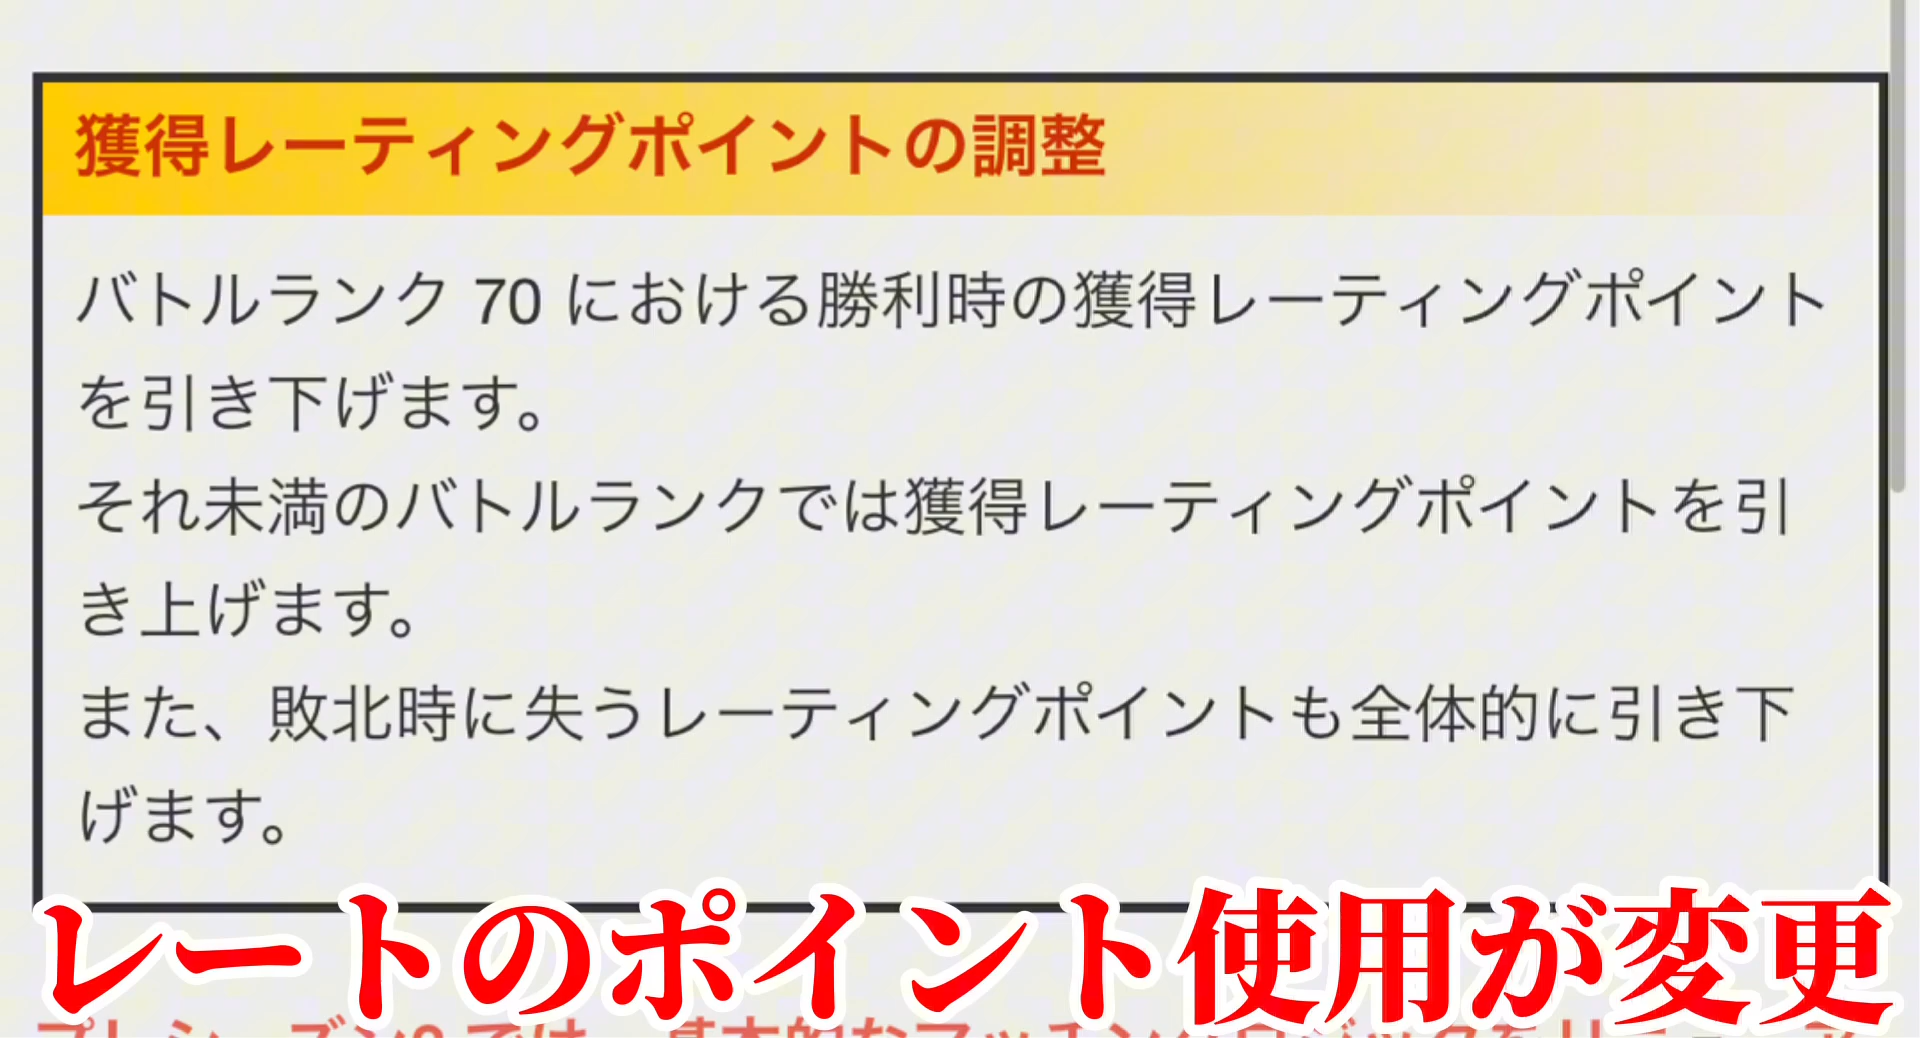 獲得レーティングポイントの調整
バトルランク 70 における勝利時の獲得レーティングポイント
を引き下げます。
それ未満のバトルランクでは獲得レーティングポイントを引
き上げます。
また、敗北時に失うレーティングポイントも全体的に引き下
げます。
レートのポイント使用が変更